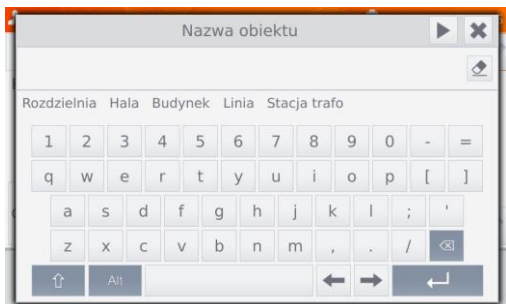 Nazwa obiektu
Rozdzielnia Hala Budynek Linia Stacja trafo
1 2 3 4 5 6 7 8 9 0 - =
q w e r t y u i o p [ ]
a s d f g h j k l ; '
z x c v b n m , . /
Alt